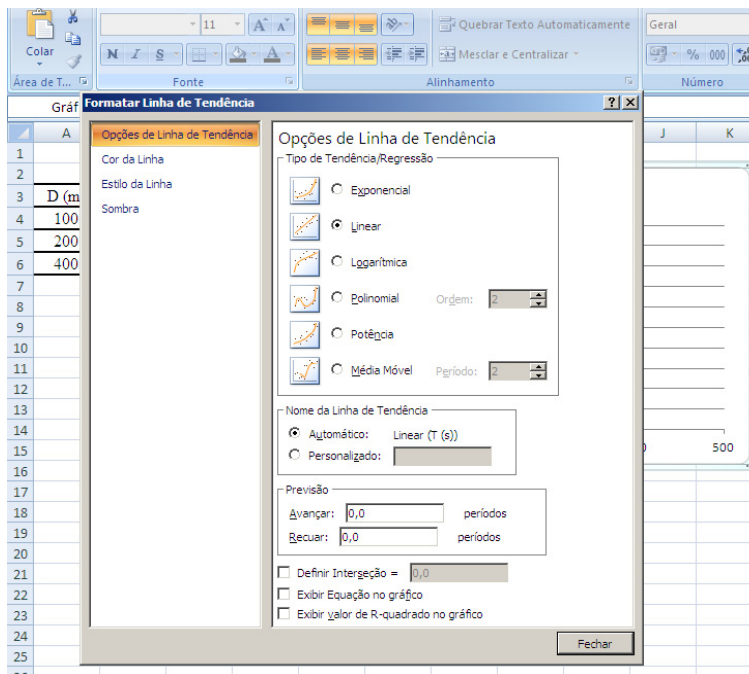 11
A A
Quebrar Texto Automaticamente
Geral
Colar
N I S
A
Mesclar e Centralizar
% 000
Área de T...
Fonte
Alinhamento
Número
Gráf
Formatar Linha de Tendência
A
J
K
Opções de Linha de Tendência
Cor da Linha
Estilo da Linha
Sombra
Opções de Linha de Tendência
Tipo de Tendência/Regressão
Exponencial
Linear
Logarítmica
Polinomial Ordem: 2
Potência
Média Móvel Período: 2
Nome da Linha de Tendência
Automático: Linear (T (s))
Personalizado:
Previsão
Avançar: 0,0 períodos
Recuar: 0,0 períodos
Definir Interseção = 0,0
Exibir Equação no gráfico
Exibir valor de R-quadrado no gráfico
Fechar
1
2
3 D (m
4 100
5 200
6 400
7
8
9
10
11
12
13
14
15
16
17
18
19
20
21
22
23
24
25
500